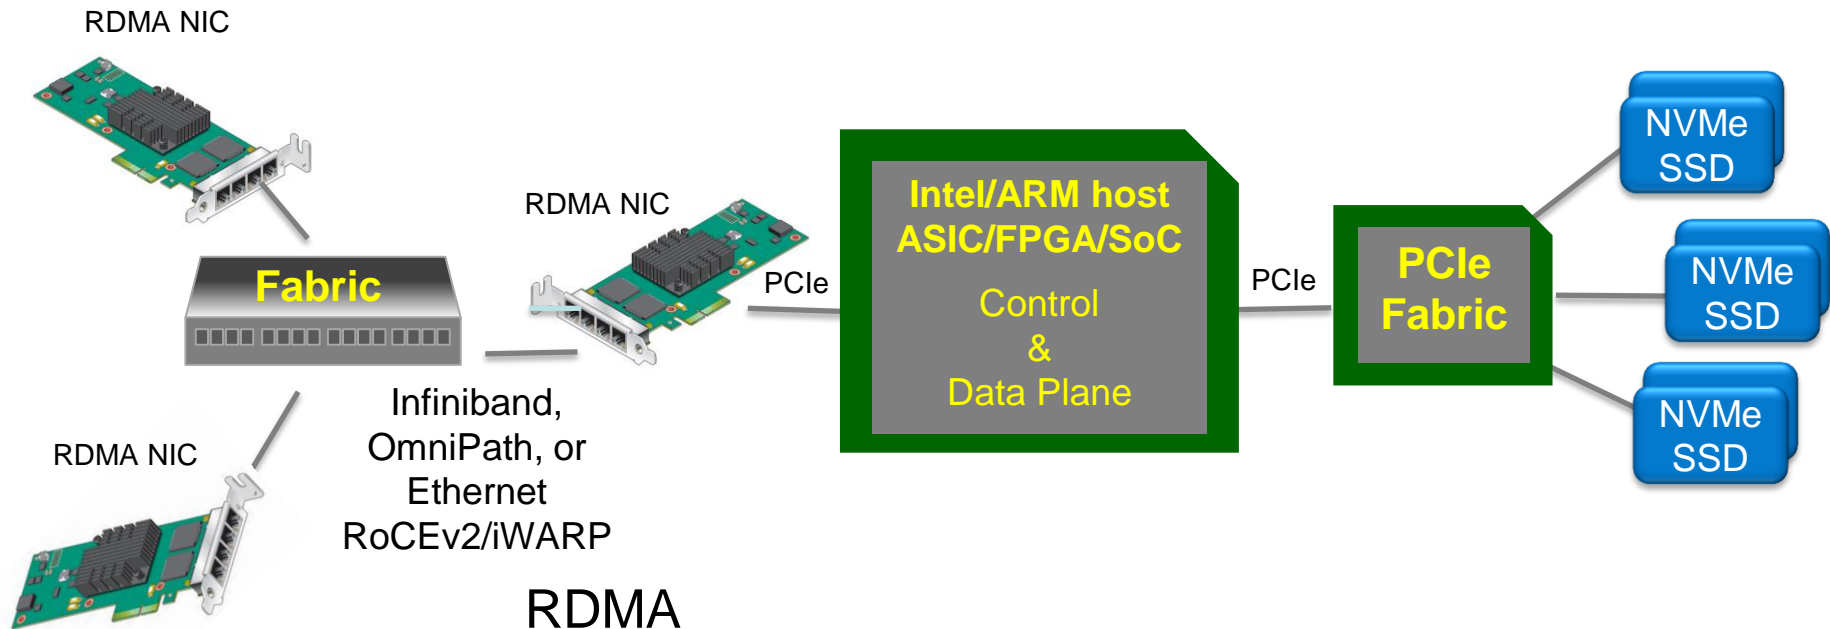 RDMA NIC
Fabric
RDMA NIC
Infiniband,
OmniPath, or
Ethernet
RoCEv2/iWARP
RDMA NIC
RDMA
PCIe
Intel/ARM host
ASIC/FPGA/SoC
Control
&
Data Plane
PCIe
PCIe
Fabric
NVMe
SSD
NVMe
SSD
NVMe
SSD